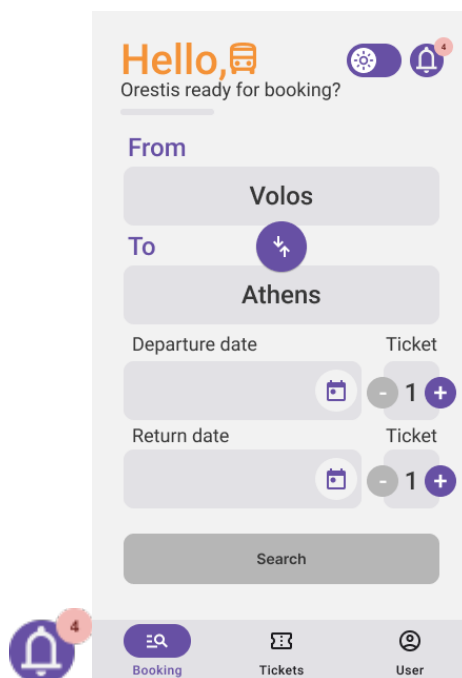 Hello,
4
Orestis ready for booking?
From
Volos
To
Athens
Departure date Ticket
- 1 +
Return date Ticket
- 1 +
Search
4
Booking Tickets User